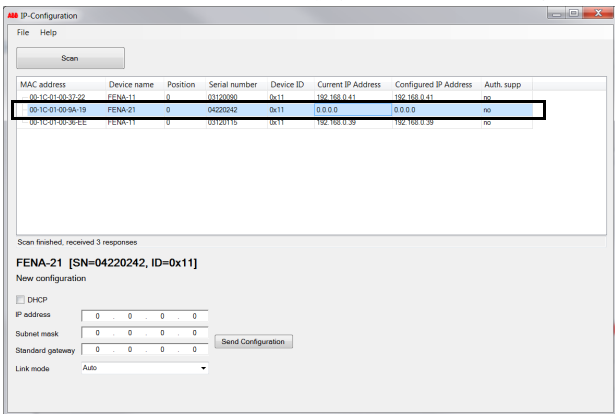 ABB IP-Configuration
File Help
Scan
MAC address Device name Position Serial number Device ID Current IP Address Configured IP Address Auth. supp
00-1C-01-00-37-22 FENA-11 0 03120090 0x11 192.168.0.41 192.168.0.41 no
00-1C-01-00-9A-19 FENA-21 0 04220242 0x11 0.0.0.0 0.0.0.0 no
00-1C-01-00-36-EE FENA-11 0 03120115 0x11 192.168.0.39 192.168.0.39 no
Scan finished, received 3 responses
FENA-21 [SN=04220242, ID=0x11]
New configuration
DHCP
IP address 0 . 0 . 0 . 0
Subnet mask 0 . 0 . 0 . 0
Send Configuration
Standard gateway 0 . 0 . 0 . 0
Link mode Auto